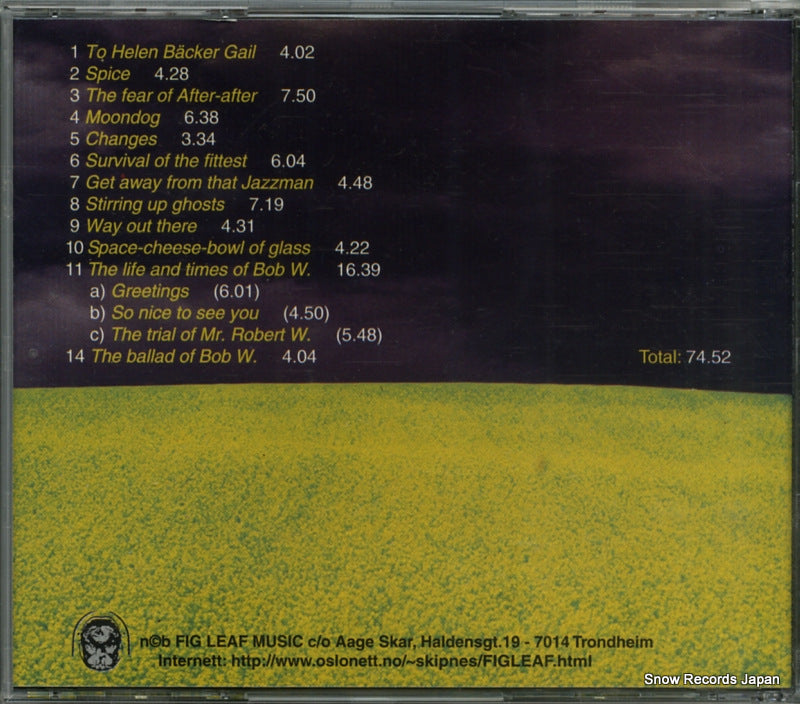 1 To Helen Bäcker Gail 4.02
2 Spice 4.28
3 The fear of After-after 7.50
4 Moondog 6.38
5 Changes 3.34
6 Survival of the fittest 6.04
7 Get away from that Jazzman 4.48
8 Stirring up ghosts 7.19
9 Way out there 4.31
10 Space-cheese-bowl of glass 4.22
11 The life and times of Bob W. 16.39
a) Greetings (6.01)
b) So nice to see you (4.50)
c) The trial of Mr. Robert W. (5.48)
14 The ballad of Bob W. 4.04 Total: 74.52
n©b FIG LEAF MUSIC c/o Aage Skar, Haldensgt.19 - 7014 Trondheim
Internett: http://www.oslonett.no/~skipnes/FIGLEAF.html
Snow Records Japan